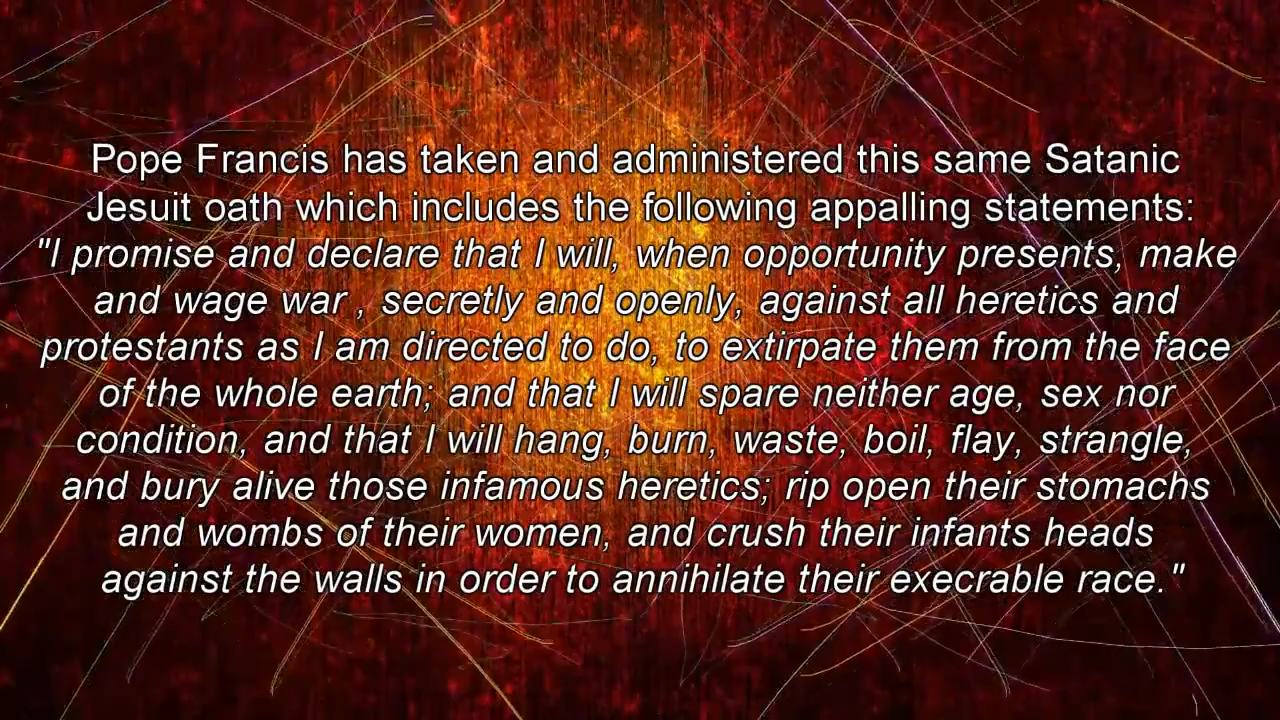 Pope Francis has taken and administered this same Satanic
Jesuit oath which includes the following appalling statements:
"I promise and declare that I will, when opportunity presents, make
and wage war , secretly and openly, against all heretics and
protestants as I am directed to do, to extirpate them from the face
of the whole earth; and that I will spare neither age, sex nor
condition, and that I will hang, burn, waste, boil, flay, strangle,
and bury alive those infamous heretics; rip open their stomachs
and wombs of their women, and crush their infants heads
against the walls in order to annihilate their execrable race."